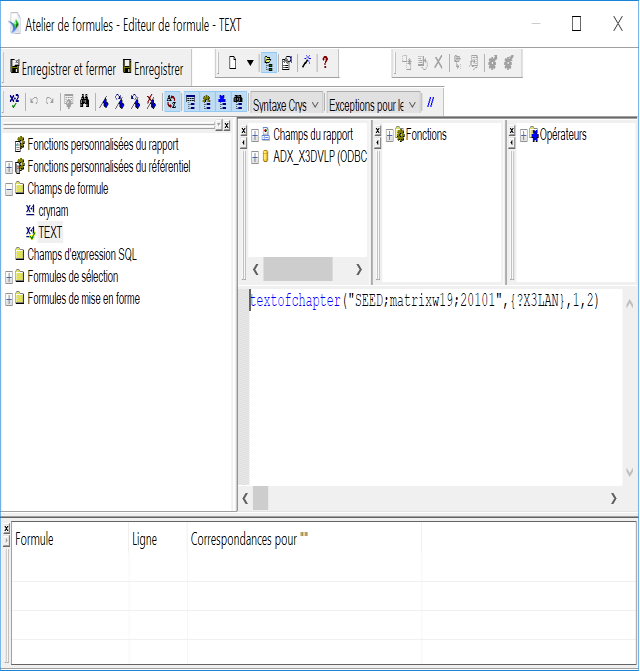 Atelier de formules - Editeur de formule - TEXT
Enregistrer et fermer Enregistrer
Syntaxe Crys Exceptions pour le //
Fonctions personnalisées du rapport
Fonctions personnalisées du référentiel
Champs de formule
crynam
TEXT
Champs d'expression SQL
Formules de sélection
Formules de mise en forme
Champs du rapport
ADX_X3DVLP (ODBC
Fonctions
Opérateurs
textofchapter("SEED;matrixw19;20101",{?X3LAN},1,2)
Formule Ligne Correspondances pour ""